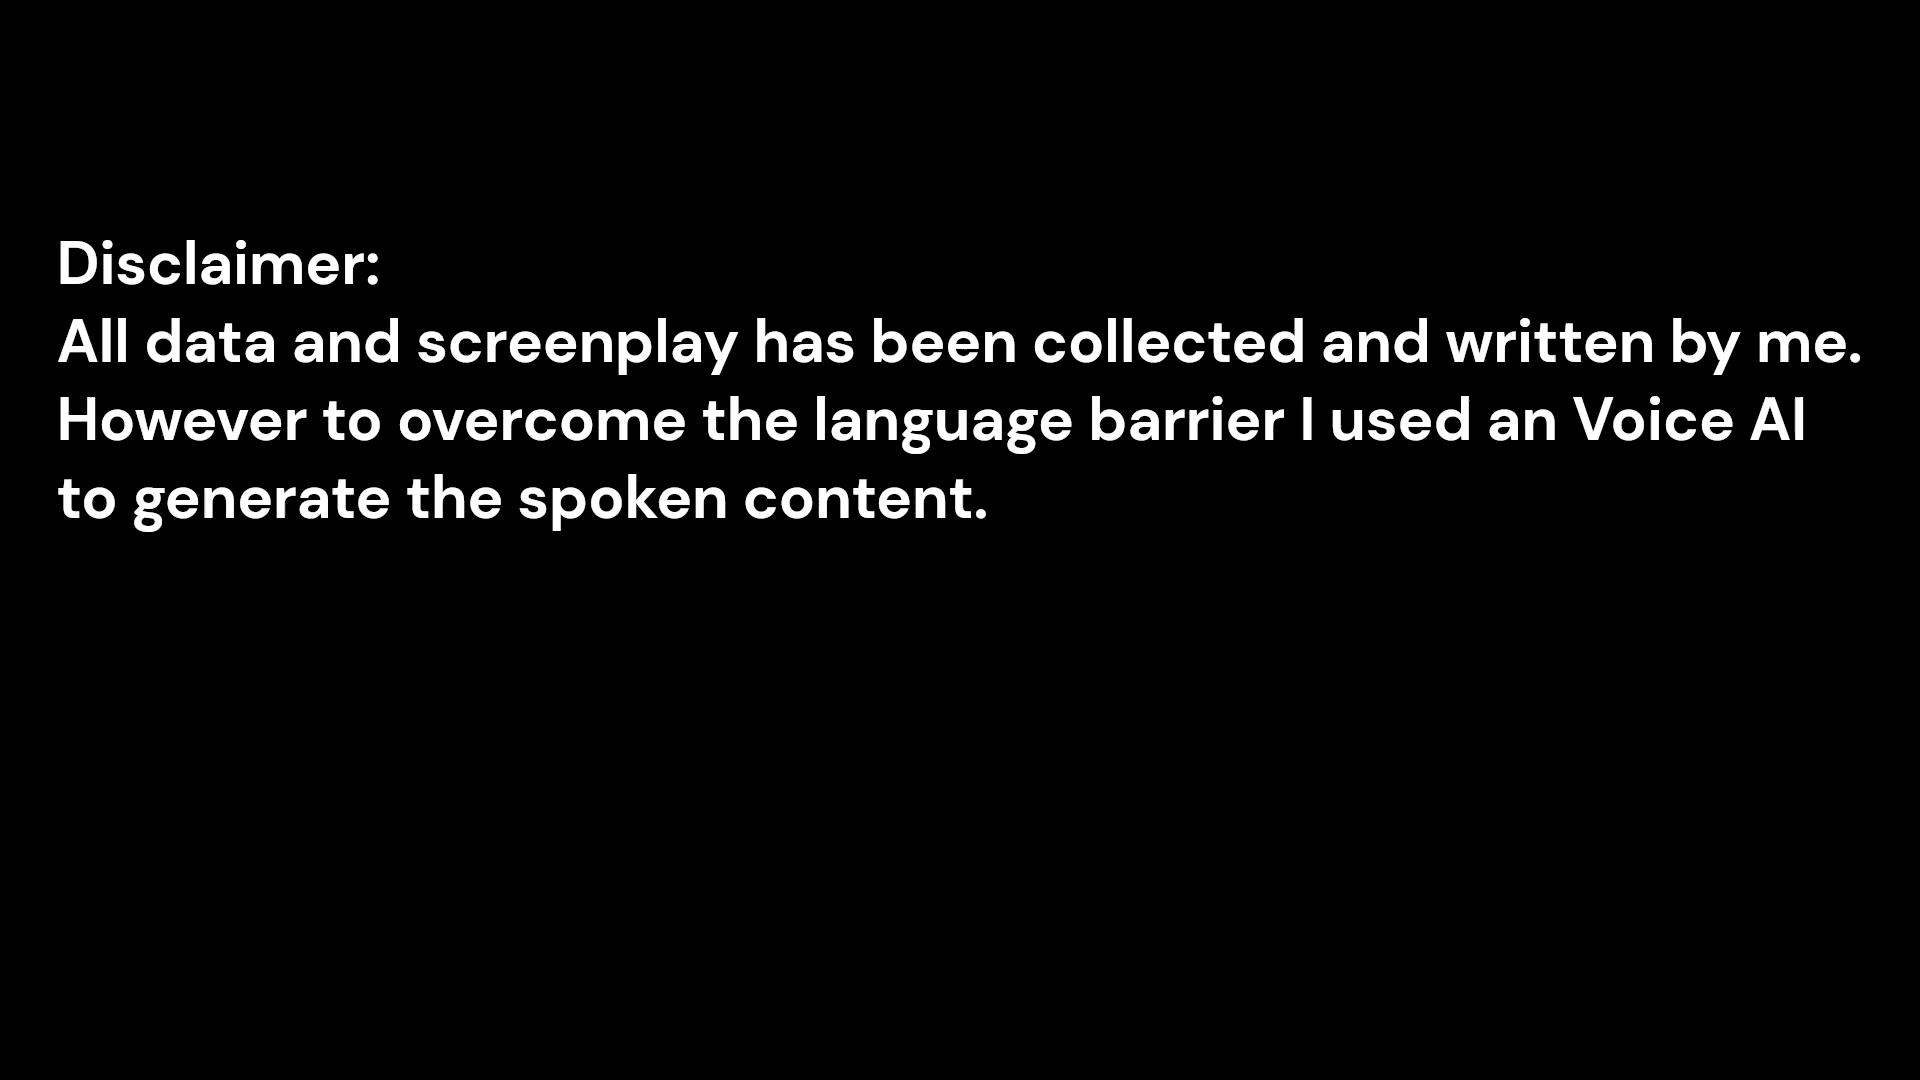 Disclaimer:
All data and screenplay has been collected and written by me.
However to overcome the language barrier I used an Voice AI
to generate the spoken content.